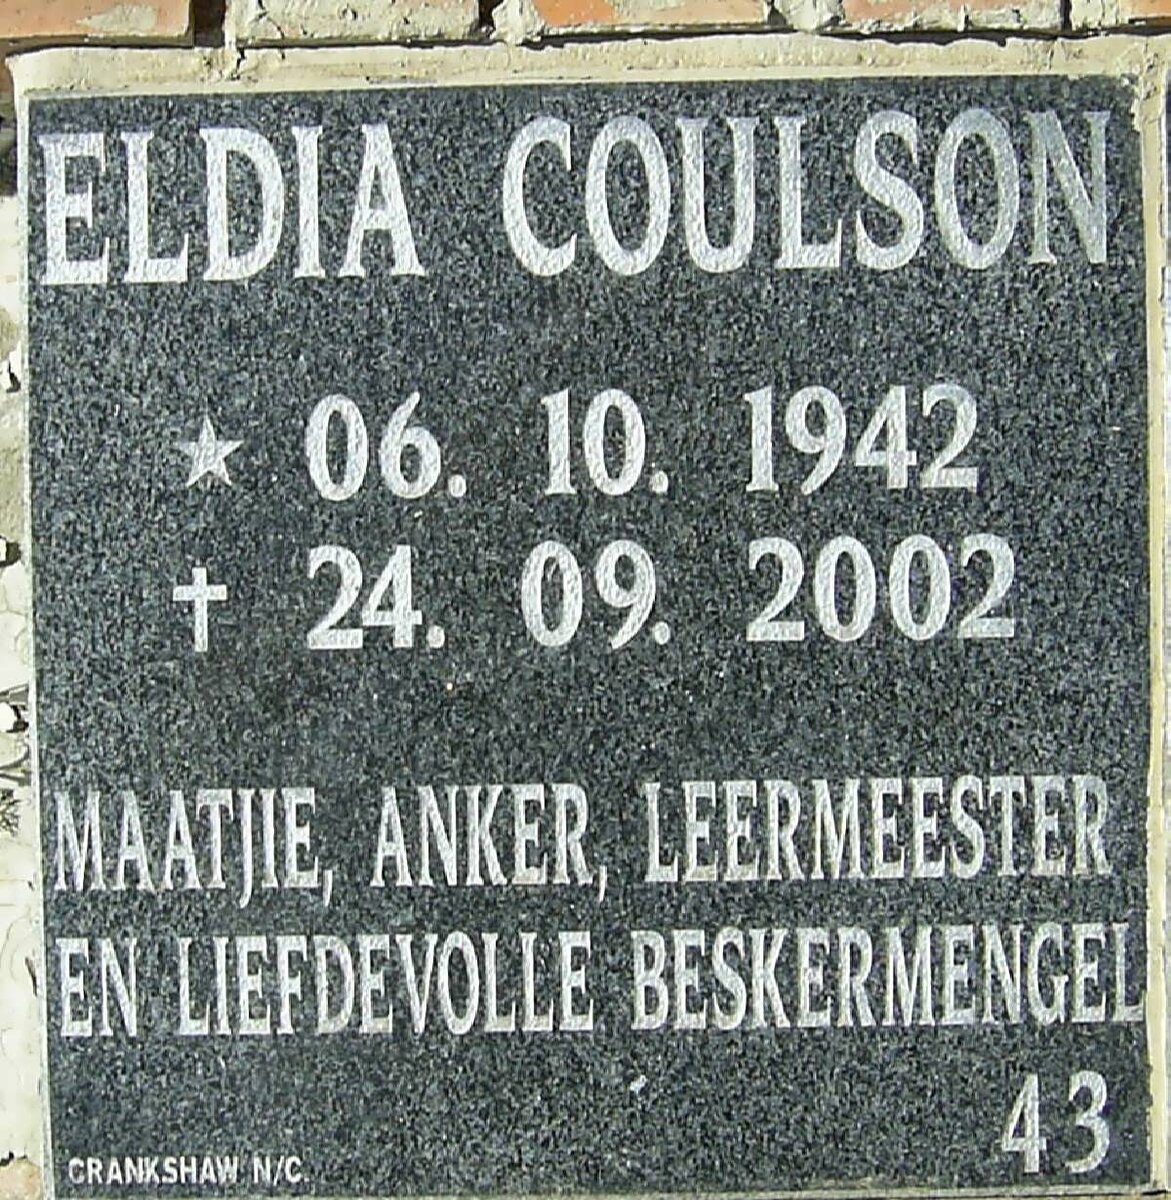 ELDIA COULSON
★ 06. 10. 1942
✝ 24. 09. 2002
MAATJIE, ANKER, LEERMEESTER
EN LIEFDEVOLLE BESKERMENGEL
43
CRANKSHAW N/C.